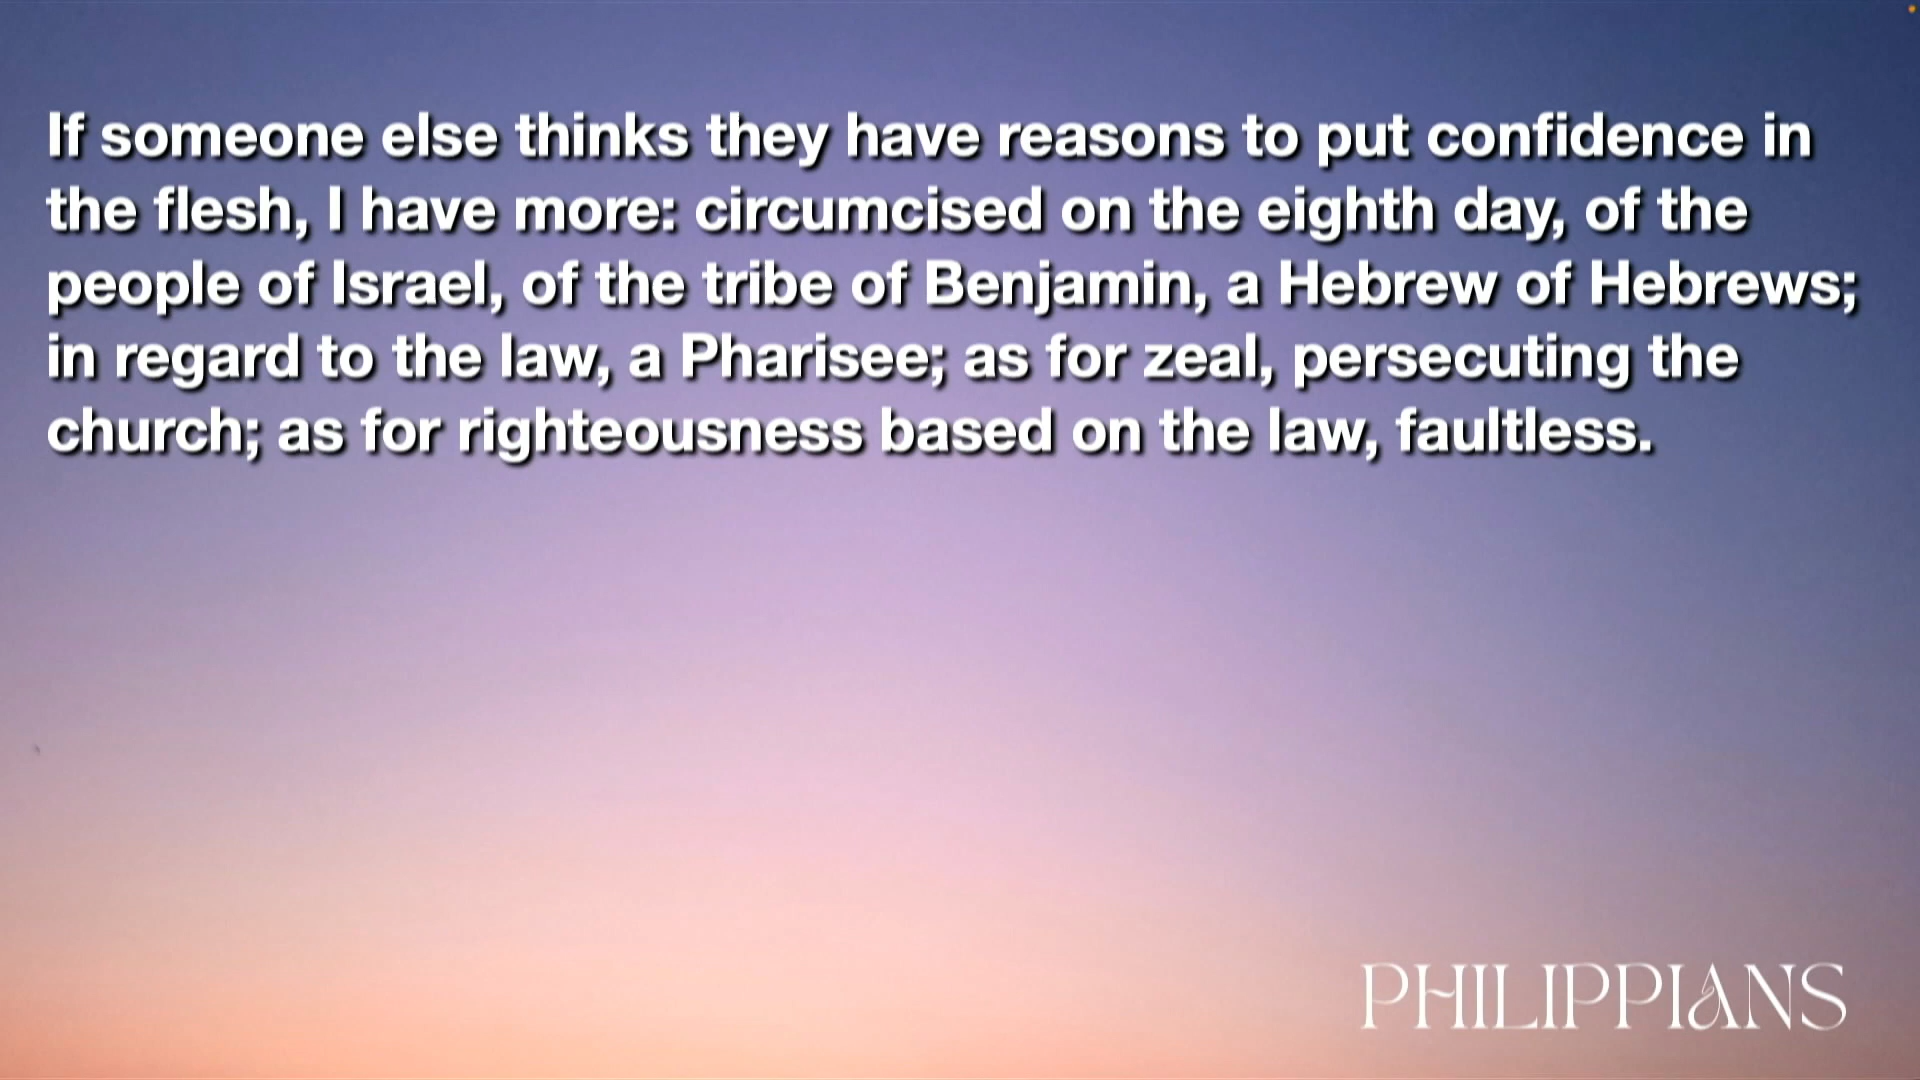 If someone else thinks they have reasons to put confidence in
the flesh, I have more: circumcised on the eighth day, of the
people of Israel, of the tribe of Benjamin, a Hebrew of Hebrews;
in regard to the law, a Pharisee; as for zeal, persecuting the
church; as for righteousness based on the law, faultless.
PHILIPPIANS